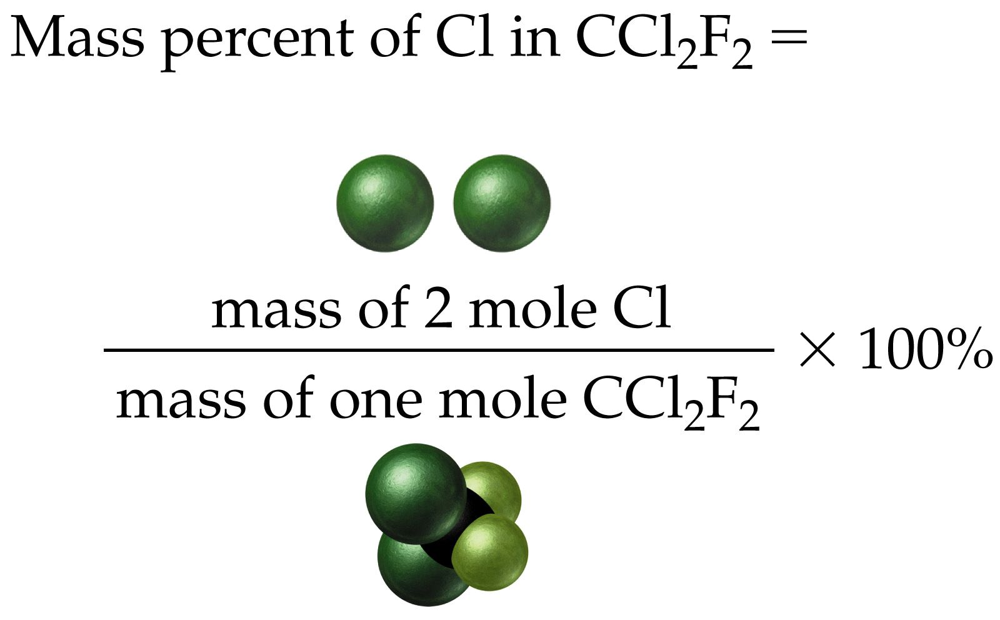 Mass percent of Cl in CCl₂F₂ =
mass of 2 mole Cl
mass of one mole CCl₂F₂
× 100%